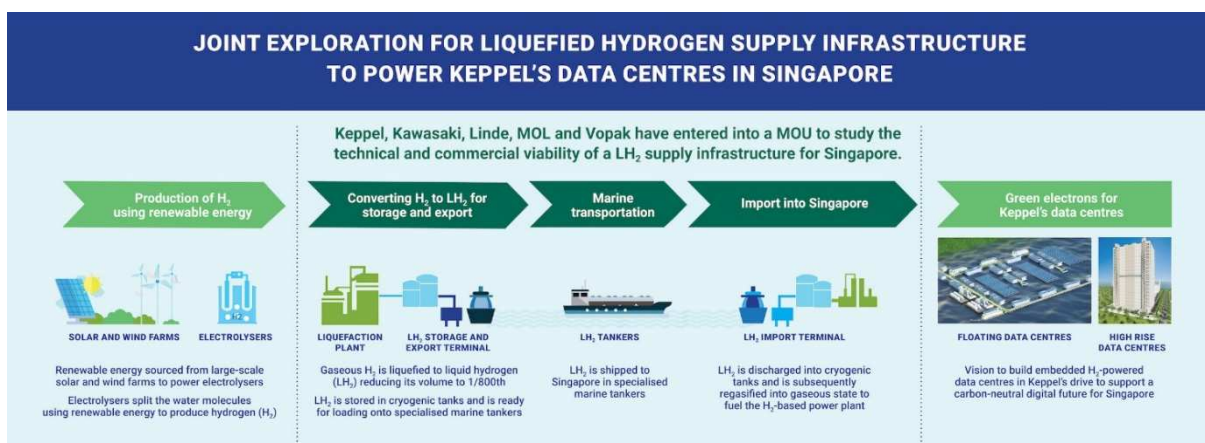 JOINT EXPLORATION FOR LIQUEFIED HYDROGEN SUPPLY INFRASTRUCTURE
TO POWER KEPPEL'S DATA CENTRES IN SINGAPORE
Keppel, Kawasaki, Linde, MOL and Vopak have entered into a MOU to study the
technical and commercial viability of a LH₂ supply infrastructure for Singapore.
Production of H₂
using renewable energy
Converting H₂ to LH₂ for
storage and export
Marine
transportation
Import into Singapore
Green electrons for
Keppel's data centres
H2
SOLAR AND WIND FARMS
ELECTROLYSERS
LIQUEFACTION
PLANT
LH₂ STORAGE AND
EXPORT TERMINAL
LH₂ TANKERS
LH₂ IMPORT TERMINAL
FLOATING DATA CENTRES
HIGH RISE
DATA CENTRES
Renewable energy sourced from large-scale
solar and wind farms to power electrolysers
Electrolysers split the water molecules
using renewable energy to produce hydrogen (H₂)
Gaseous H₂ is liquefied to liquid hydrogen
(LH₂) reducing its volume to 1/800th
LH₂ is stored in cryogenic tanks and is ready
for loading onto specialised marine tankers
LH₂ is shipped to
Singapore in specialised
marine tankers
LH₂ is discharged into cryogenic
tanks and is subsequently
regasified into gaseous state to
fuel the H₂-based power plant
Vision to build embedded H₂-powered
data centres in Keppel's drive to support a
carbon-neutral digital future for Singapore